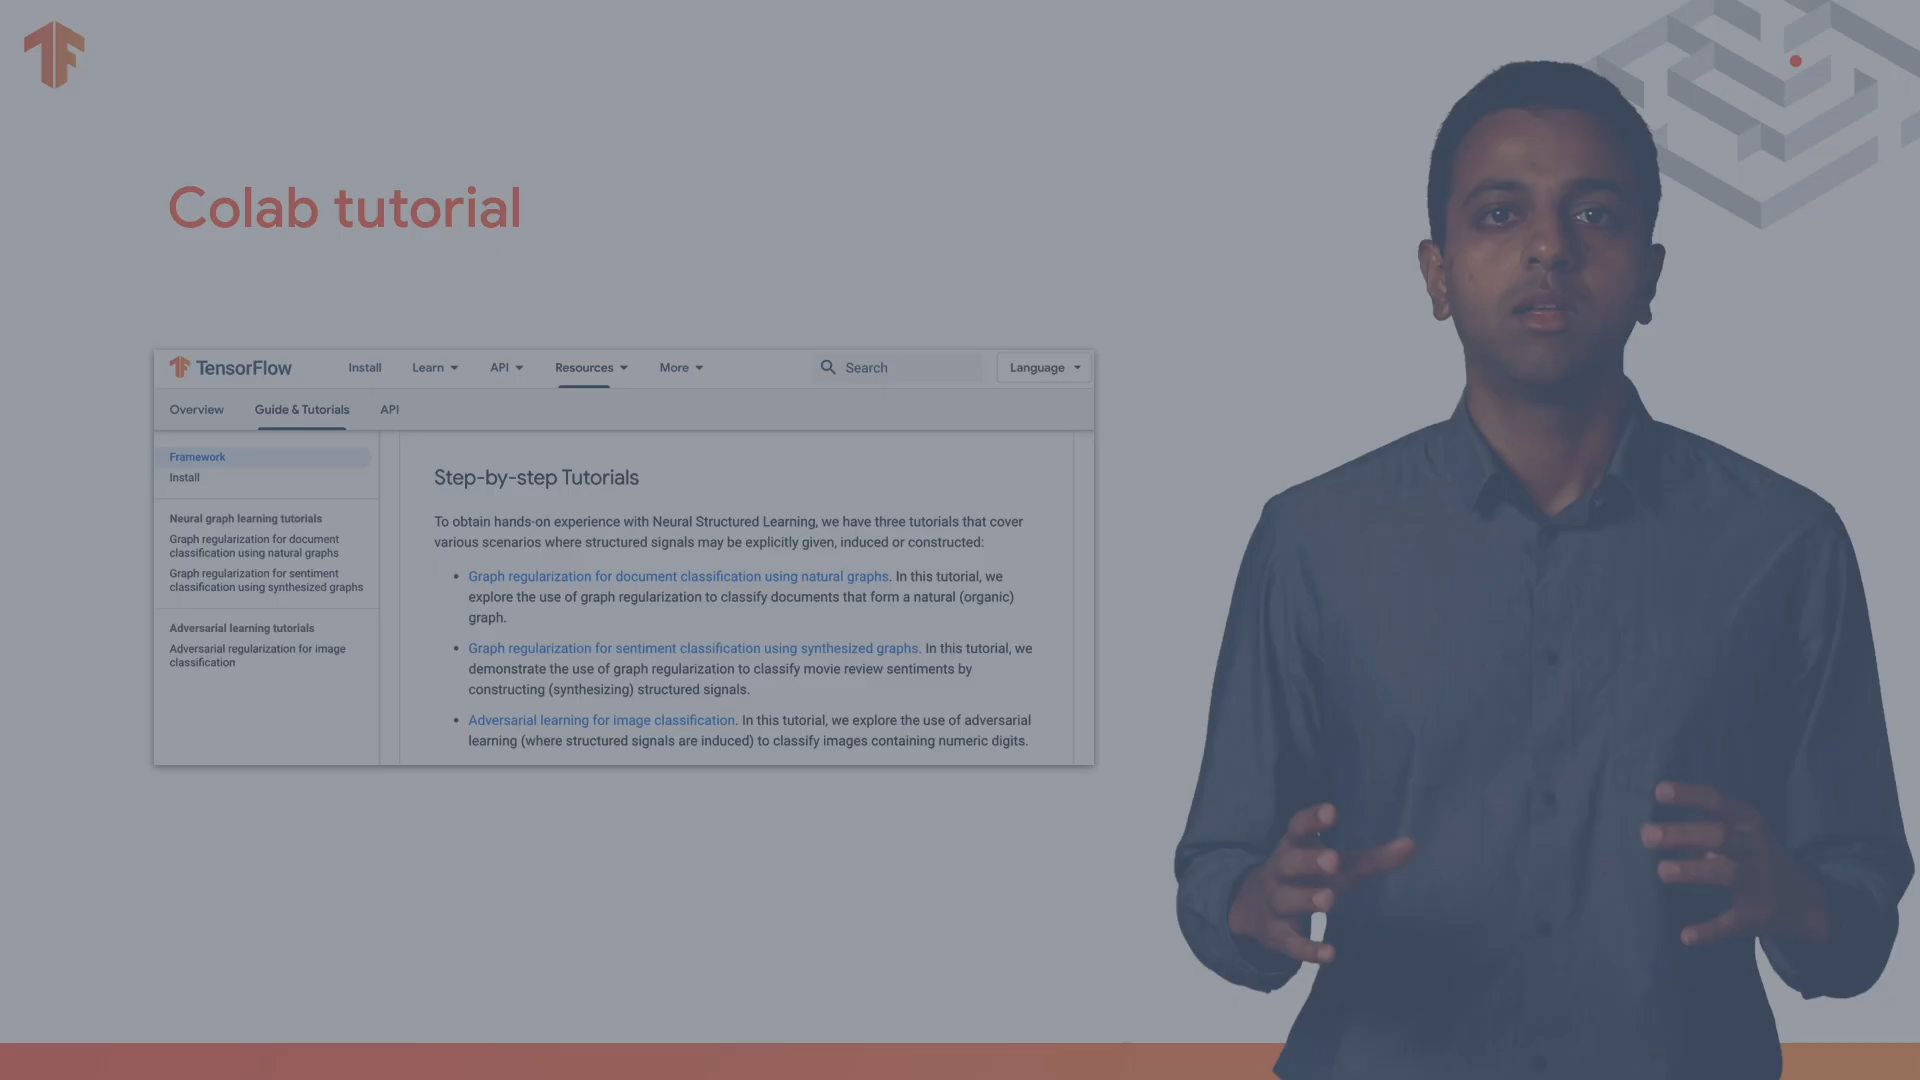 Colab tutorial
TensorFlow Install Learn API Resources More Search Language
Overview Guide & Tutorials API
Framework
Install
Neural graph learning tutorials
Graph regularization for document
classification using natural graphs
Graph regularization for sentiment
classification using synthesized graphs
Adversarial learning tutorials
Adversarial regularization for image
classification
Step-by-step Tutorials
To obtain hands-on experience with Neural Structured Learning, we have three tutorials that cover
various scenarios where structured signals may be explicitly given, induced or constructed:
• Graph regularization for document classification using natural graphs. In this tutorial, we
explore the use of graph regularization to classify documents that form a natural (organic)
graph.
• Graph regularization for sentiment classification using synthesized graphs. In this tutorial, we
demonstrate the use of graph regularization to classify movie review sentiments by
constructing (synthesizing) structured signals.
• Adversarial learning for image classification. In this tutorial, we explore the use of adversarial
learning (where structured signals are induced) to classify images containing numeric digits.